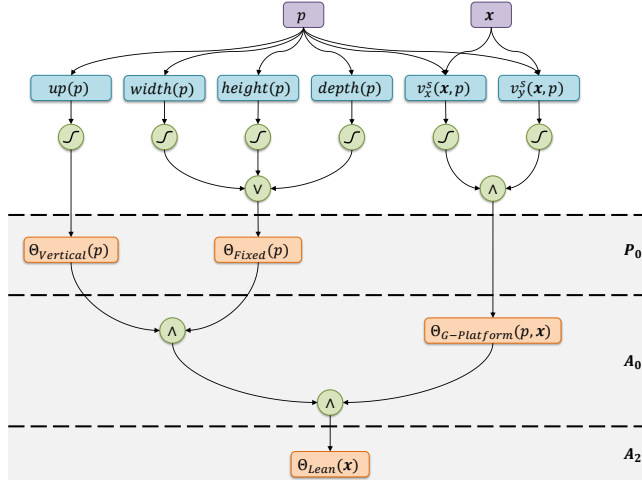 p x
up(p) width(p) height(p) depth(p) v_x^s(x,p) v_y^s(x,p)
∨ ∧
Θ_Vertical(p) Θ_Fixed(p) P_0
∧ Θ_G−Platform(p, x)
A_0
∧
Θ_Lean(x) A_2